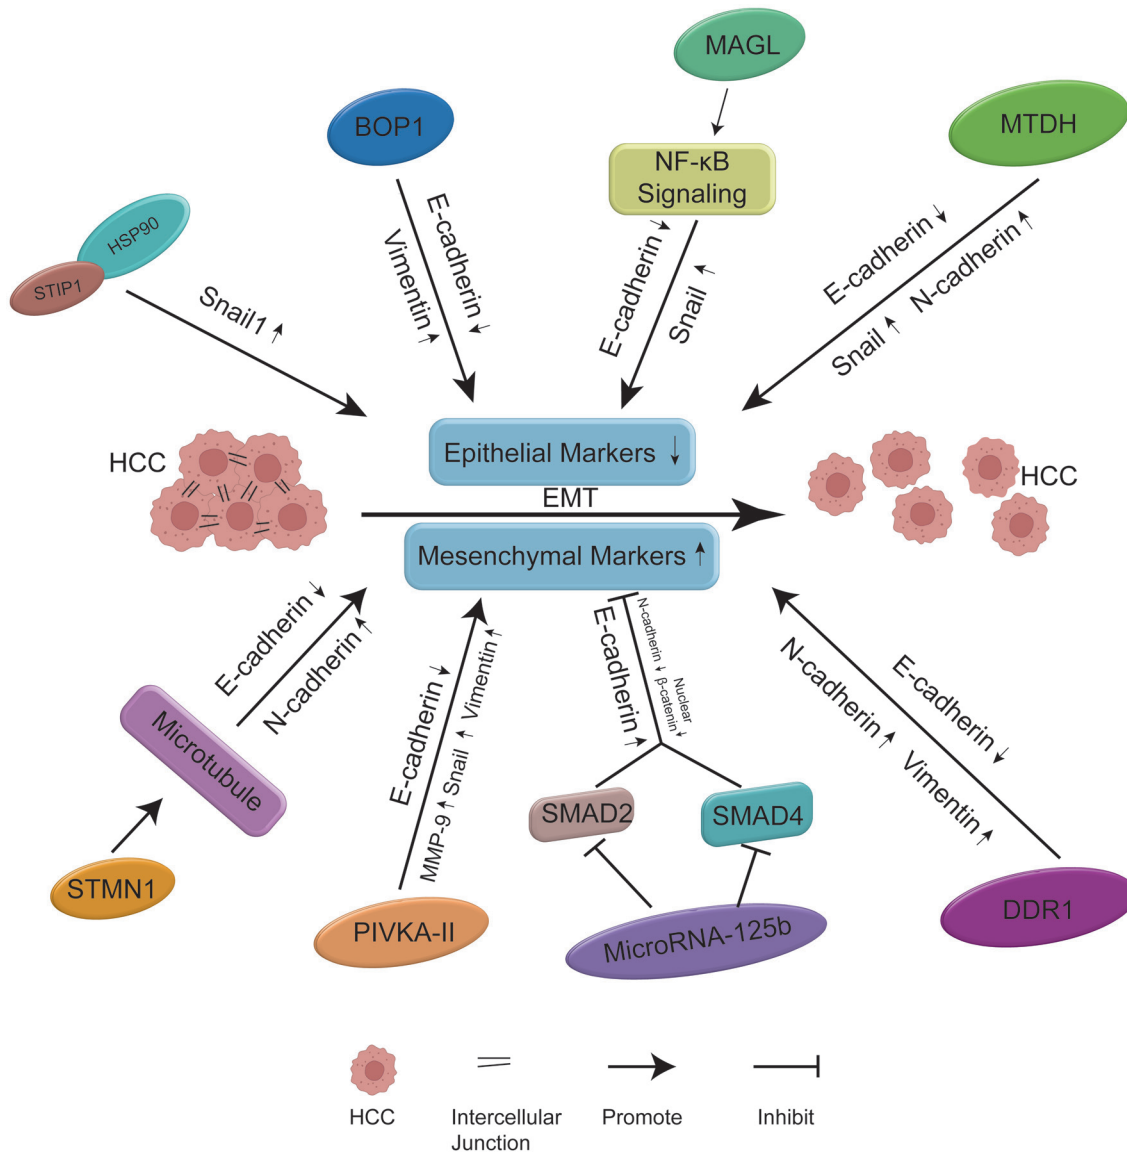 MAGL
BOP1
MTDH
NF-κB
Signaling
HSP90
STIP1
Snail1 ↑
E-cadherin ↓
Vimentin ↑
E-cadherin ↓
Snail ↑
E-cadherin ↓
N-cadherin ↑
Snail ↑
HCC
Epithelial Markers ↓
EMT
Mesenchymal Markers ↑
HCC
E-cadherin ↓
N-cadherin ↑
Microtubule
STMN1
E-cadherin ↓
MMP-9 ↑ Snail ↑ Vimentin ↑
PIVKA-II
E-cadherin ↑
N-cadherin ↓
Nuclear
β-catenin ↓
SMAD2
SMAD4
MicroRNA-125b
E-cadherin ↓
N-cadherin ↑ Vimentin ↑
DDR1
HCC
Intercellular
Junction
Promote
Inhibit